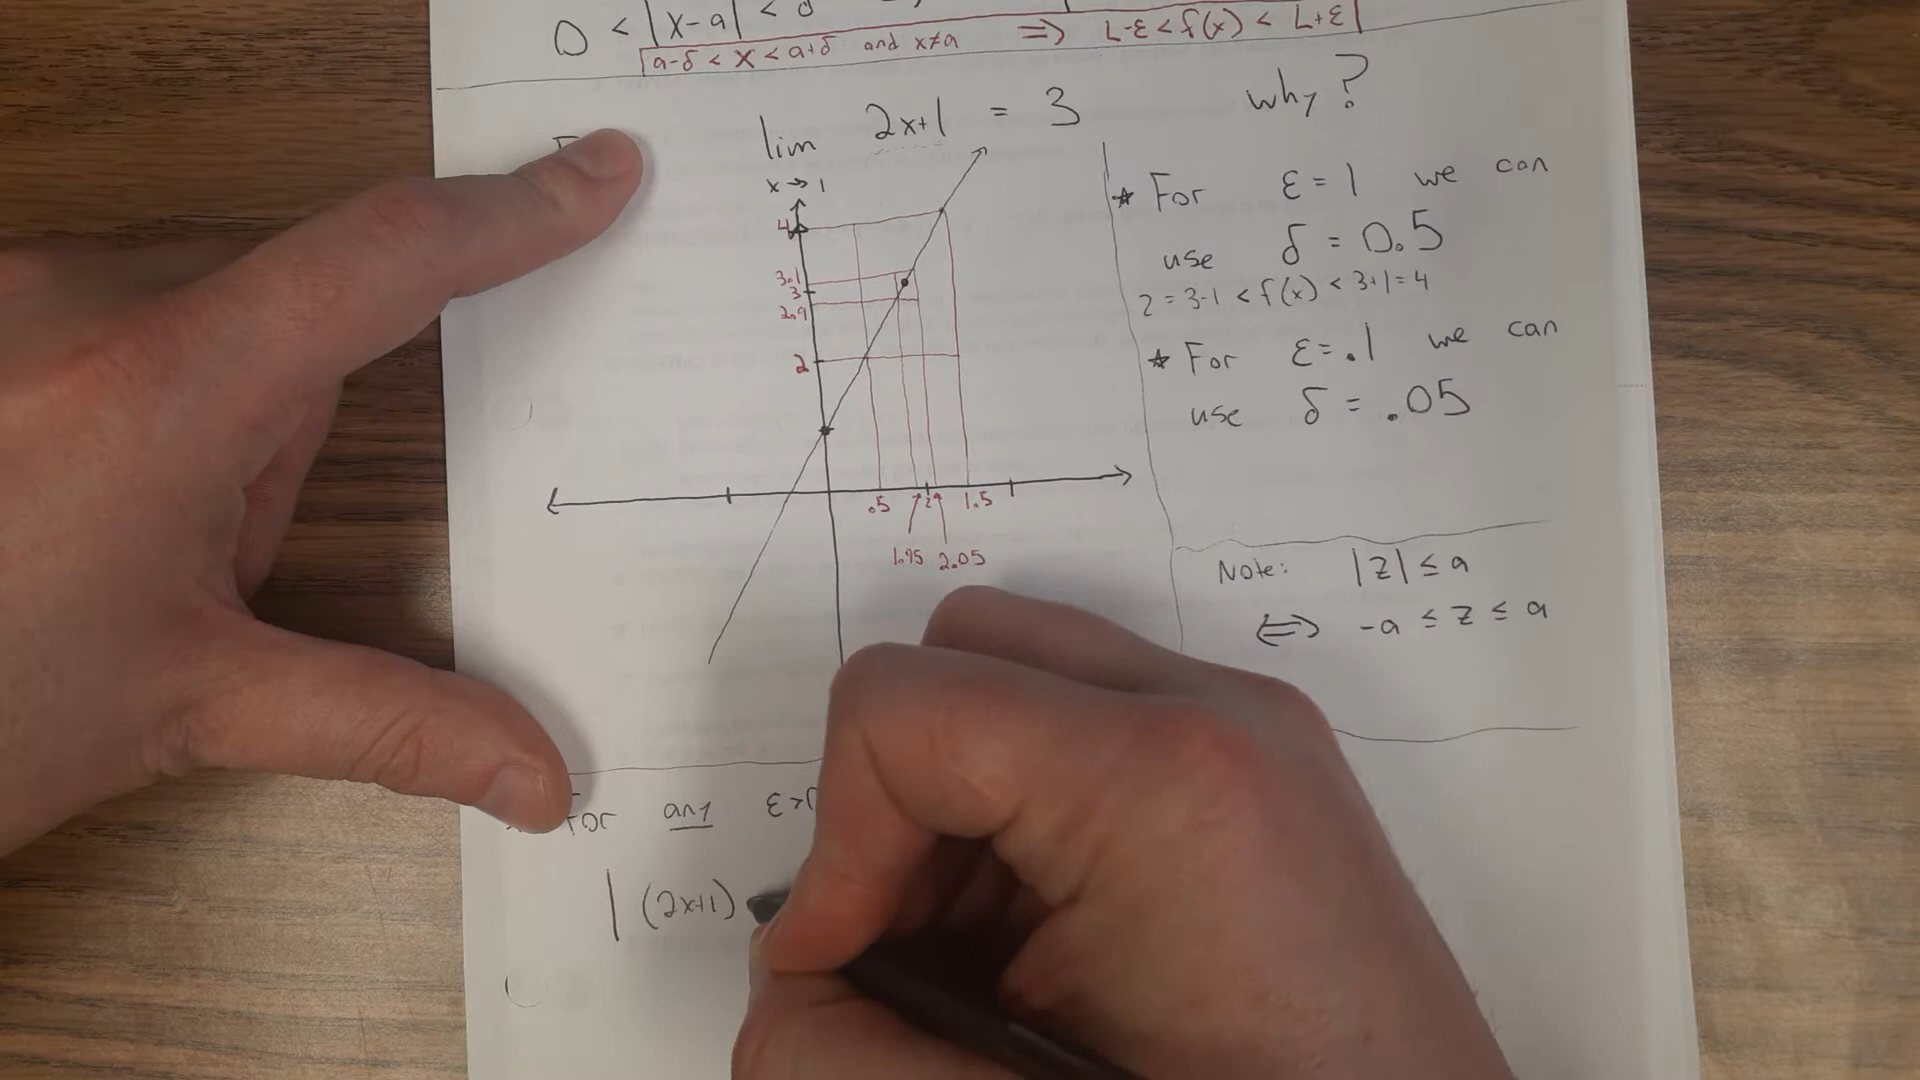 0 < |x-a| < δ
a-δ < x < a+δ and x≠a ⇒ L-ε < f(x) < L+ε
lim 2x+1 = 3
x→1
why?
4
3.1
3
2.9
2
.5
1.5
1.95 2.05
* For ε = 1 we can
use δ = 0.5
2 = 3-1 < f(x) < 3+1 = 4
* For ε = .1 we can
use δ = .05
Note: |z| ≤ a
⟺ -a ≤ z ≤ a
For any ε>0
|(2x+1)